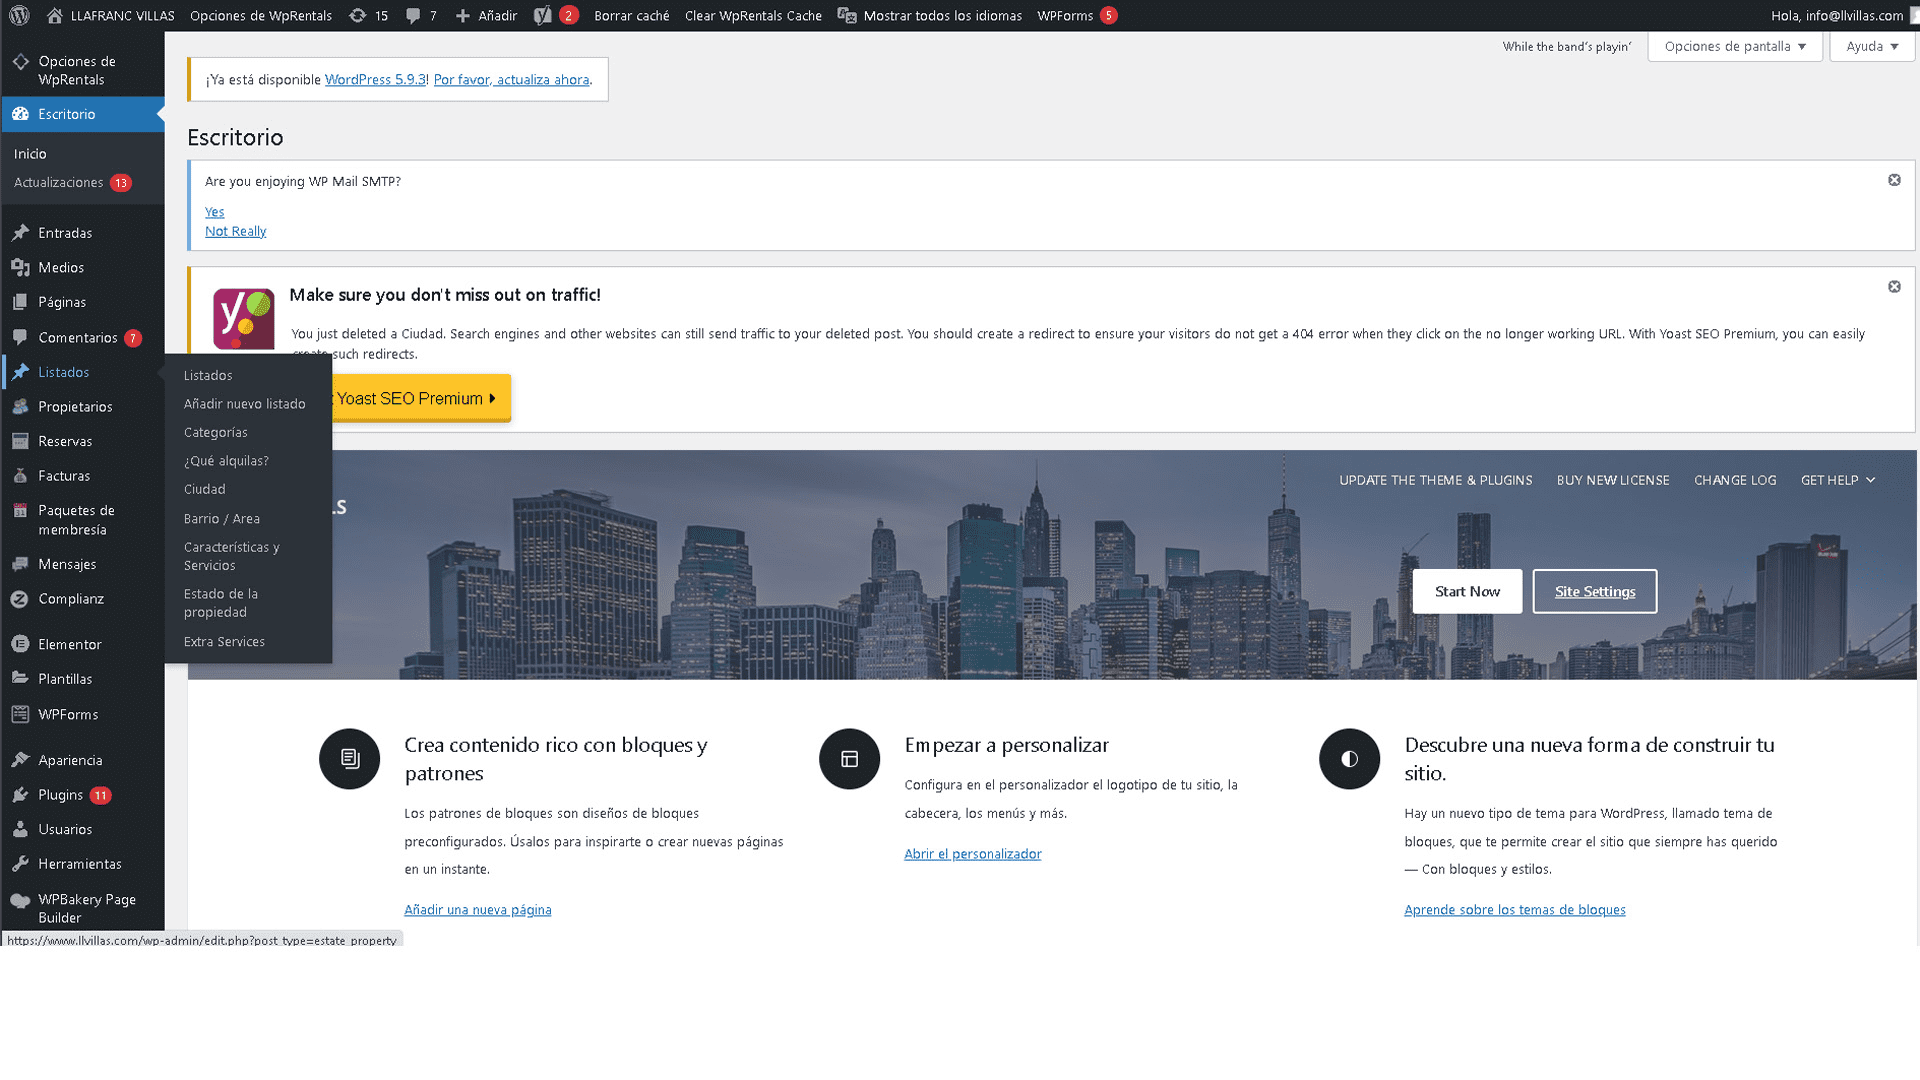 LLAFRANC VILLAS Opciones de WpRentals 15 7 Añadir 2 Borrar caché Clear WpRentals Cache Mostrar todos los idiomas WPForms 5 Hola, info@llvillas.com
While the band's playin' Opciones de pantalla Ayuda
Opciones de
WpRentals
Escritorio
Inicio
Actualizaciones 13
Entradas
Medios
Páginas
Comentarios 7
Listados
Propietarios
Reservas
Facturas
Paquetes de
membresía
Mensajes
Complianz
Elementor
Plantillas
WPForms
Apariencia
Plugins 11
Usuarios
Herramientas
WPBakery Page
Builder
https://www.llvillas.com/wp-admin/edit.php?post_type=estate_property
Listados
Añadir nuevo listado
Categorías
¿Qué alquilas?
Ciudad
Barrio / Area
Características y
Servicios
Estado de la
propiedad
Extra Services
¡Ya está disponible WordPress 5.9.3! Por favor, actualiza ahora.
Escritorio
Are you enjoying WP Mail SMTP?
Yes
Not Really
Make sure you don't miss out on traffic!
You just deleted a Ciudad. Search engines and other websites can still send traffic to your deleted post. You should create a redirect to ensure your visitors do not get a 404 error when they click on the no longer working URL. With Yoast SEO Premium, you can easily
create such redirects.
Yoast SEO Premium
UPDATE THE THEME & PLUGINS BUY NEW LICENSE CHANGE LOG GET HELP
LS
Start Now Site Settings
Crea contenido rico con bloques y
patrones
Los patrones de bloques son diseños de bloques
preconfigurados. Úsalos para inspirarte o crear nuevas páginas
en un instante.
Añadir una nueva página
Empezar a personalizar
Configura en el personalizador el logotipo de tu sitio, la
cabecera, los menús y más.
Abrir el personalizador
Descubre una nueva forma de construir tu
sitio.
Hay un nuevo tipo de tema para WordPress, llamado tema de
bloques, que te permite crear el sitio que siempre has querido
— Con bloques y estilos.
Aprende sobre los temas de bloques